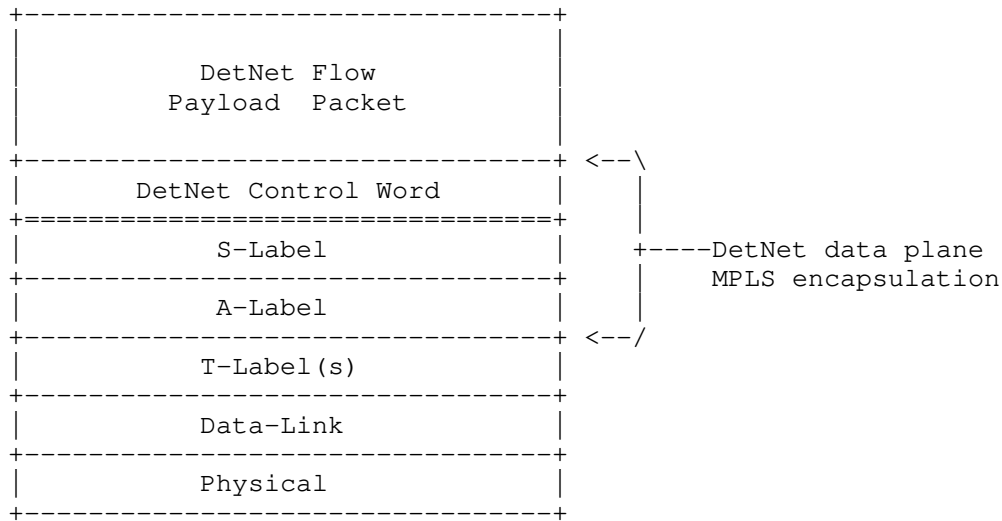 DetNet Flow
Payload Packet
<--\
DetNet Control Word
S-Label
+----DetNet data plane
MPLS encapsulation
A-Label
<--/
T-Label(s)
Data-Link
Physical